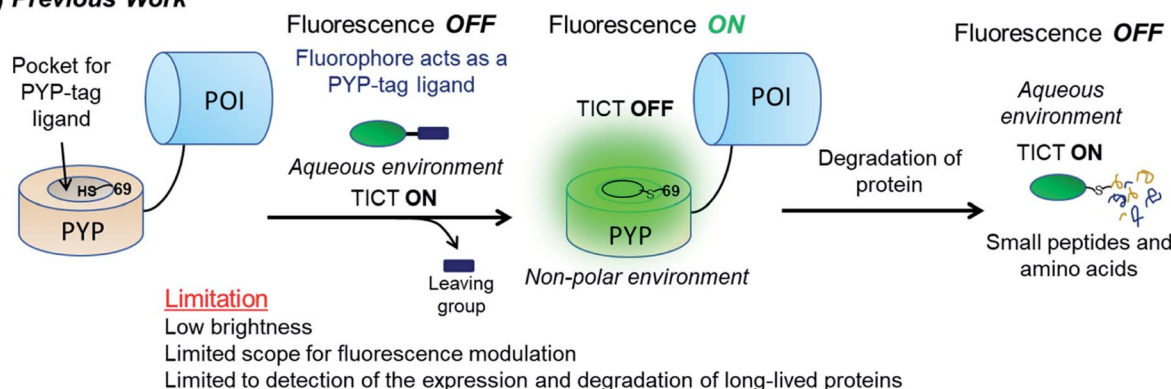 ) Previous Work
Fluorescence OFF
Fluorophore acts as a
PYP-tag ligand
Aqueous environment
TICT ON
Leaving
group
Pocket for
PYP-tag
ligand
POI
HS 69
PYP
Fluorescence ON
TICT OFF
POI
S 69
PYP
Non-polar environment
Degradation of
protein
Fluorescence OFF
Aqueous
environment
TICT ON
S
Small peptides and
amino acids
Limitation
Low brightness
Limited scope for fluorescence modulation
Limited to detection of the expression and degradation of long-lived proteins